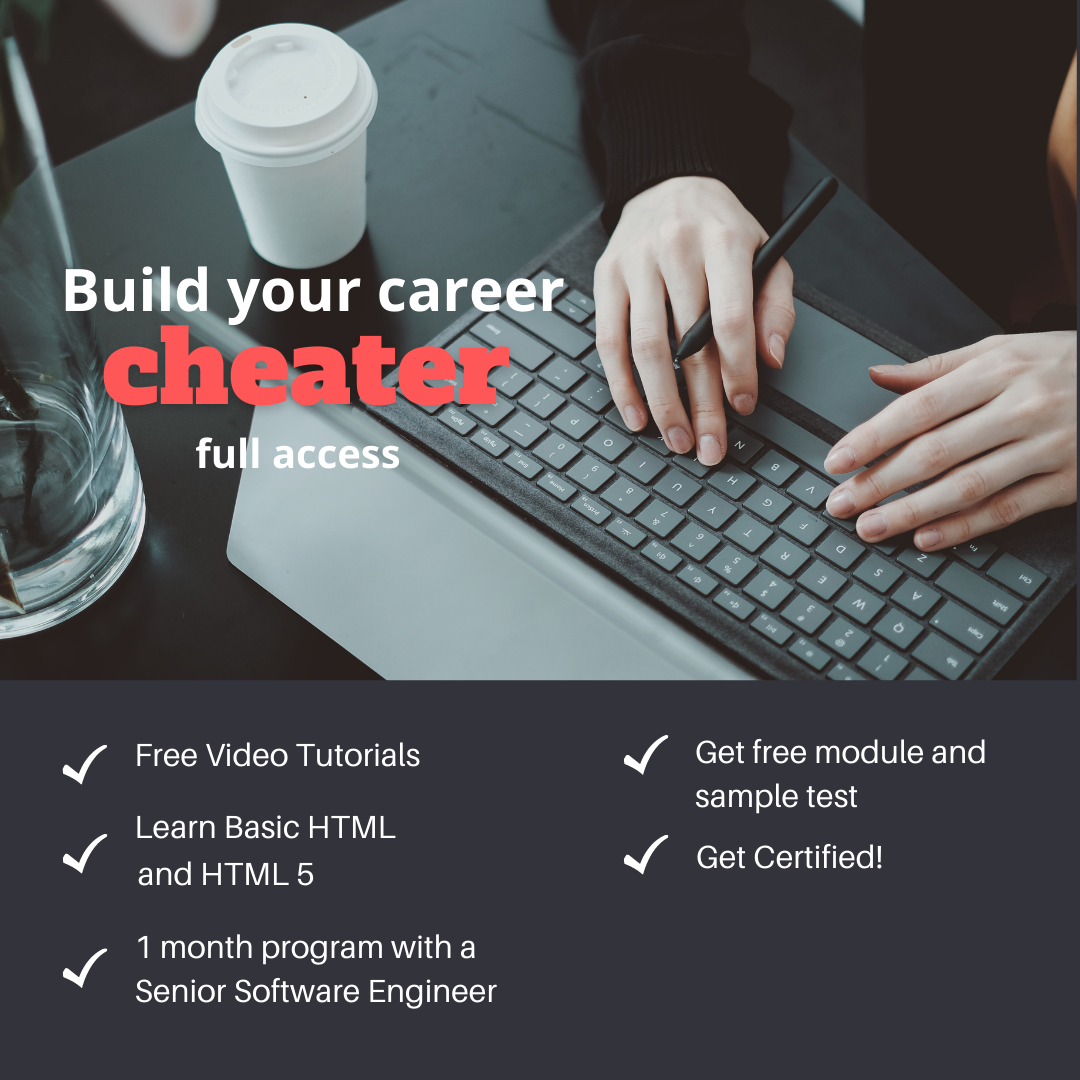 Build your career
cheater
full access
Free Video Tutorials
Learn Basic HTML
and HTML 5
1 month program with a
Senior Software Engineer
Get free module and
sample test
Get Certified!